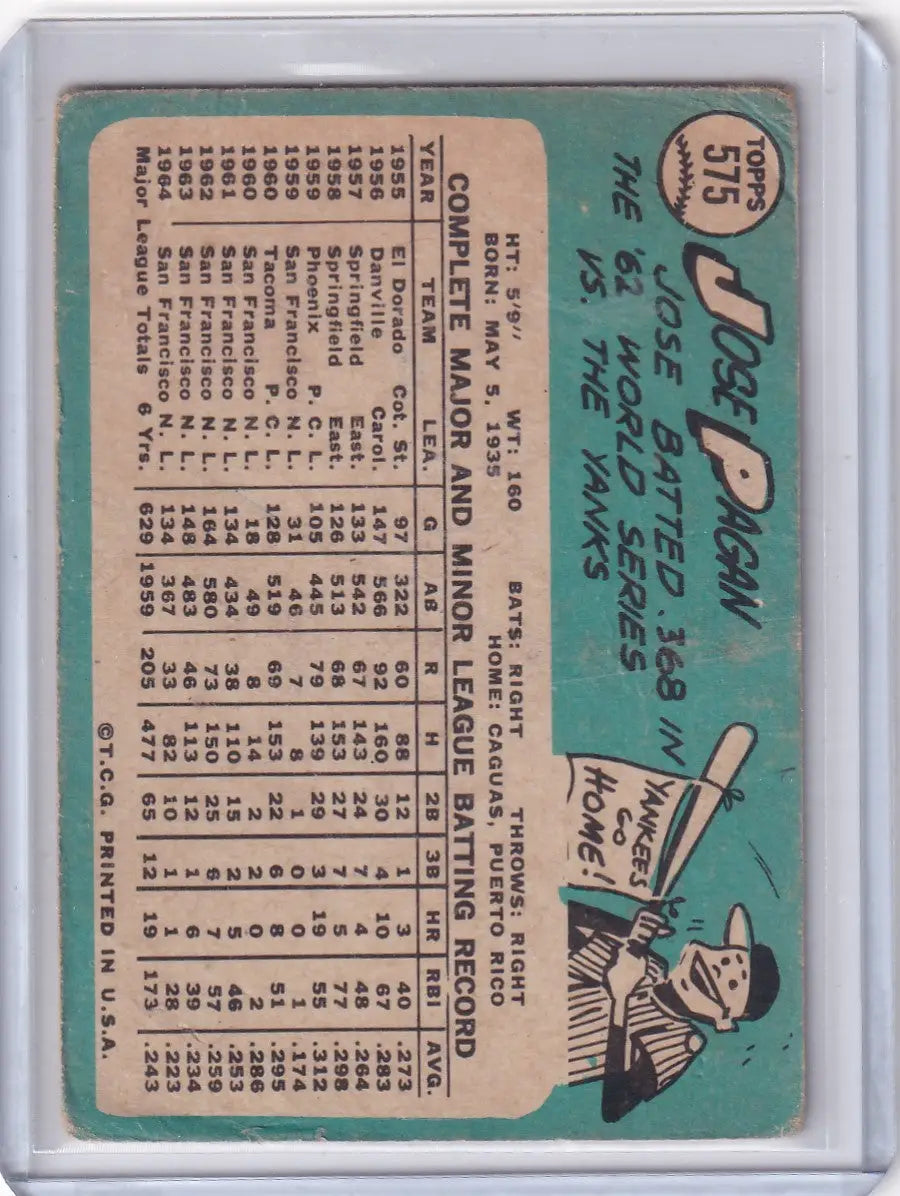 TOPPS
575
JOSE PAGAN
JOSE BATTED .368 IN
THE '62 WORLD SERIES
VS. THE YANKS
YANKEES
GO
HOME!
HT: 5'9" WT: 160 BATS: RIGHT THROWS: RIGHT
BORN: MAY 5, 1935 HOME: CAGUAS, PUERTO RICO
COMPLETE MAJOR AND MINOR LEAGUE BATTING RECORD
YEAR TEAM LEA. G AB R H 2B 3B HR RBI AVG.
1955 El Dorado Cot. St. 97 322 60 88 12 1 3 40 .273
1956 Danville Carol. 147 566 92 160 30 4 10 67 .283
1957 Springfield East. 133 542 67 143 24 7 4 48 .264
1958 Springfield East. 126 513 68 153 27 7 5 77 .298
1959 Phoenix P. C. L. 105 445 79 139 29 3 19 55 .312
1959 San Francisco N. L. 31 46 7 8 1 0 0 1 .174
1960 Tacoma P. C. L. 128 519 69 153 22 6 8 51 .295
1960 San Francisco N. L. 18 49 8 14 2 2 0 2 .286
1961 San Francisco N. L. 134 434 38 110 15 2 5 46 .253
1962 San Francisco N. L. 164 580 73 150 25 6 7 57 .259
1963 San Francisco N. L. 148 483 46 113 12 1 6 39 .234
1964 San Francisco N. L. 134 367 33 82 10 1 1 28 .223
Major League Totals 6 Yrs. 629 1959 205 477 65 12 19 173 .243
©T.C.G. PRINTED IN U.S.A.